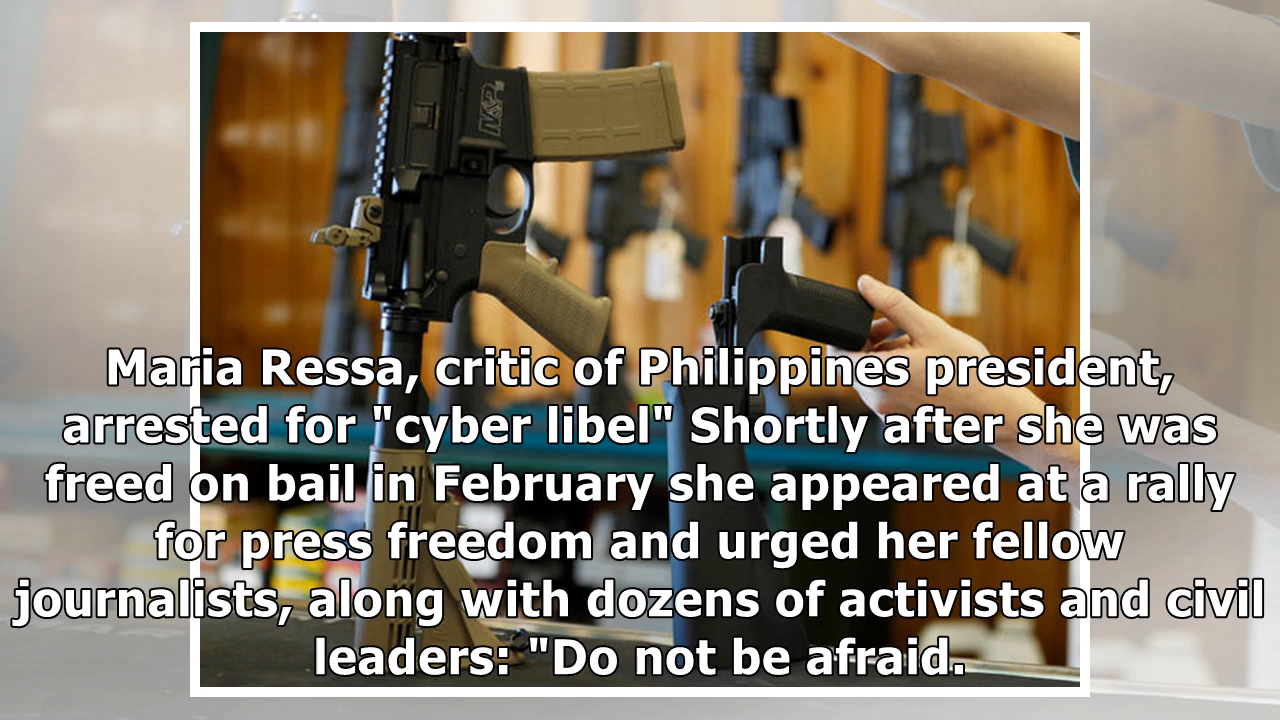 M&P
Maria Ressa, critic of Philippines president,
arrested for "cyber libel" Shortly after she was
freed on bail in February she appeared at a rally
for press freedom and urged her fellow
journalists, along with dozens of activists and civil
leaders: "Do not be afraid.